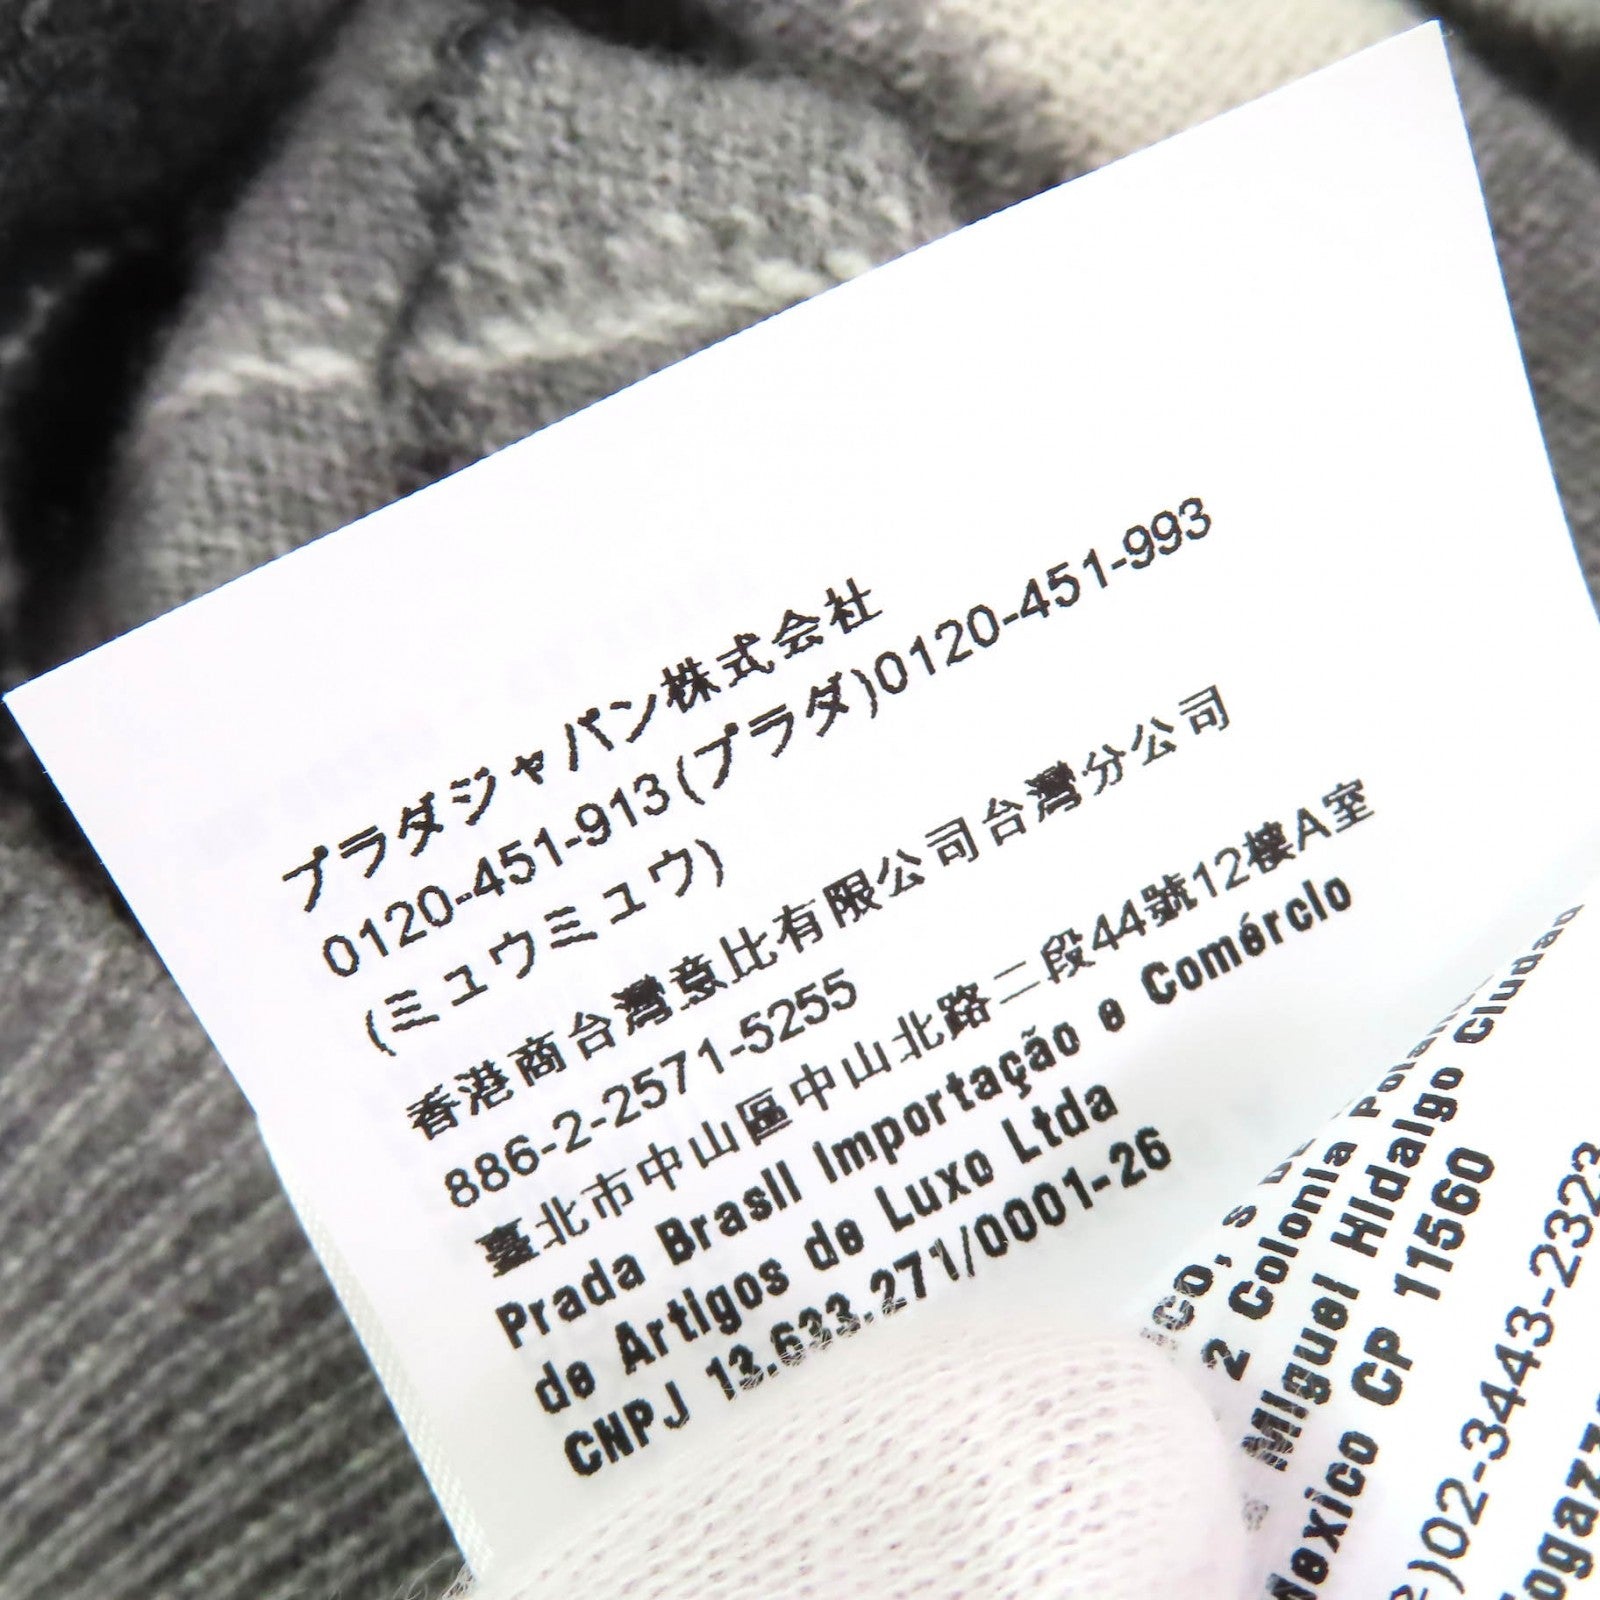 プラダジャパン株式会社
0120-451-913(プラダ)0120-451-993
(ミュウミュウ)
香港商台灣意比有限公司台灣分公司
886-2-2571-5255
臺北市中山區中山北路二段44號12樓A室
Prada Brasil Importação e Comércio
de Artigos de Luxo Ltda
CNPJ 13.633.271/0001-26
2 Colonia
Miguel Hidalgo Ciudad
Mexico CP 11560
)02-3443-2323